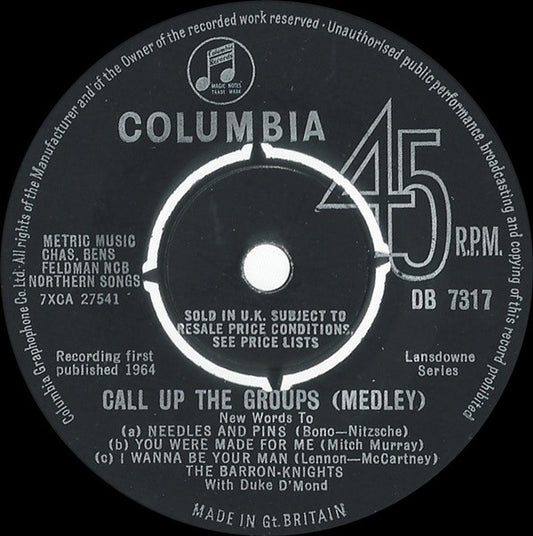 Columbia Graphophone Co. Ltd. All rights of the Manufacturer and of the Owner of the recorded work reserved · Unauthorised public performance, broadcasting and copying of this record prohibited
MAGIC NOTES
TRADE MARK
COLUMBIA
45
R.P.M.
METRIC MUSIC
CHAS. BENS
FELDMAN NCB
NORTHERN SONGS
7XCA 27541
DB 7317
SOLD IN U.K. SUBJECT TO
RESALE PRICE CONDITIONS,
SEE PRICE LISTS
Recording first
published 1964
Lansdowne
Series
CALL UP THE GROUPS (MEDLEY)
New Words To
(a) NEEDLES AND PINS (Bono—Nitzsche)
(b) YOU WERE MADE FOR ME (Mitch Murray)
(c) I WANNA BE YOUR MAN (Lennon—McCartney)
THE BARRON-KNIGHTS
With Duke D'Mond
MADE IN Gt. BRITAIN